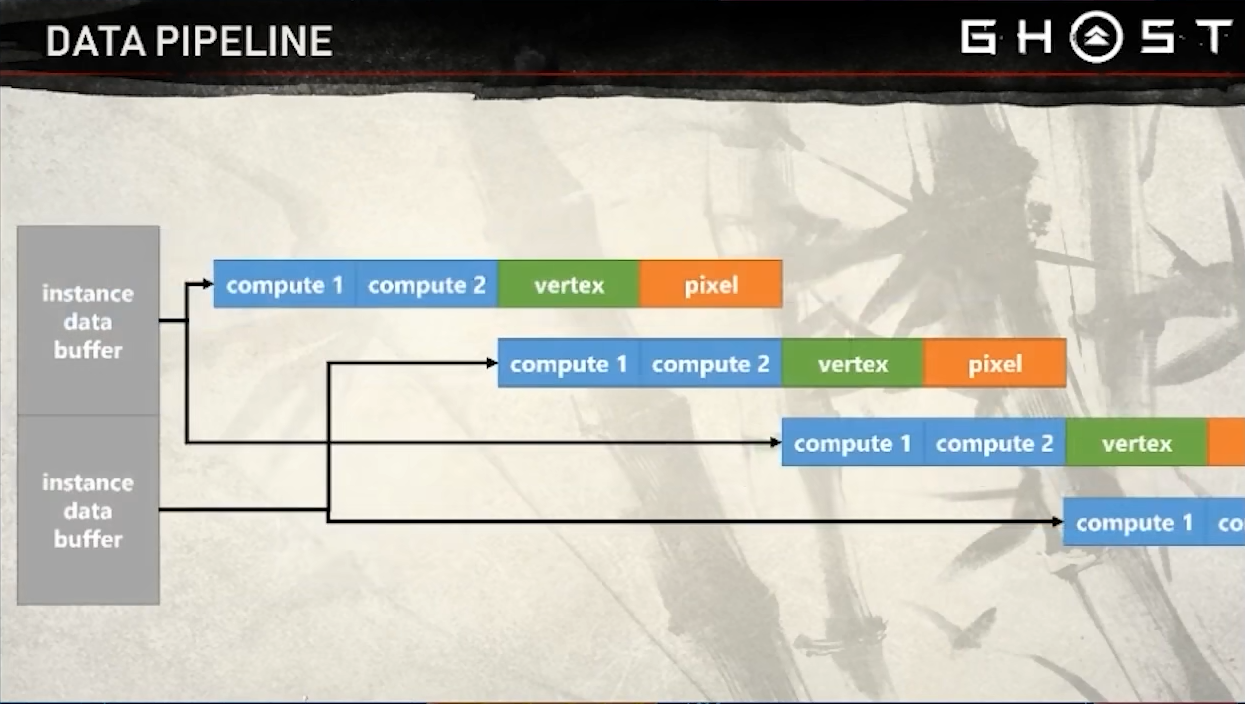 DATA PIPELINE
GHOST
instance
data
buffer
compute 1 compute 2 vertex pixel
compute 1 compute 2 vertex pixel
compute 1 compute 2 vertex
instance
data
buffer
compute 1 co